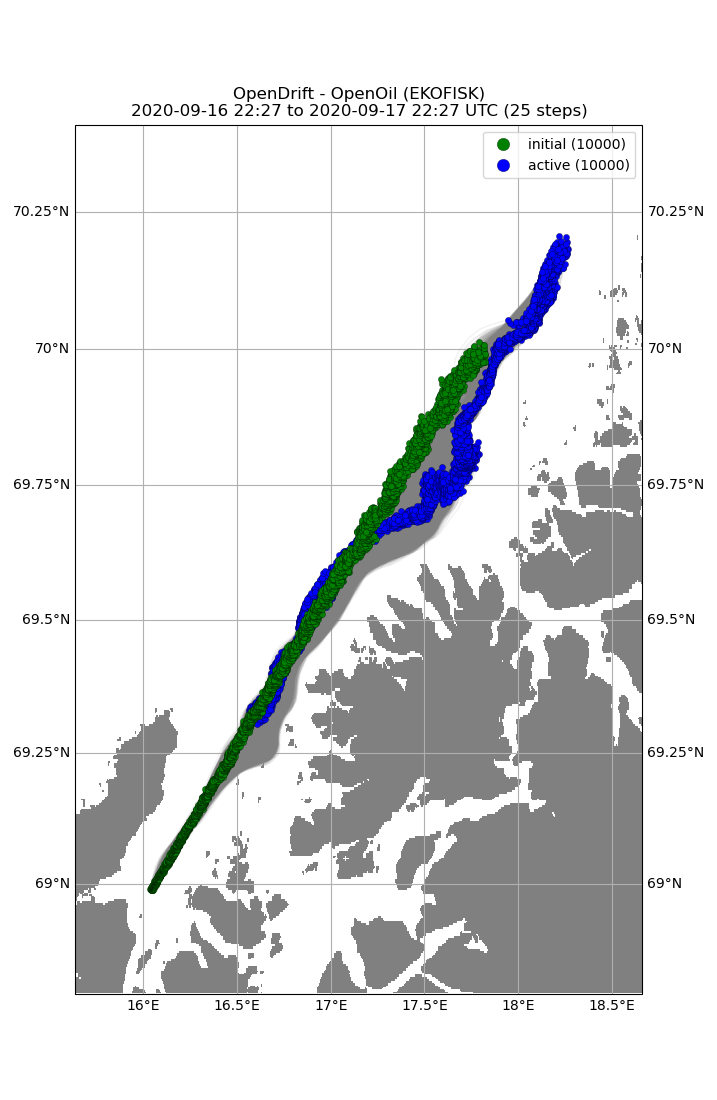 OpenDrift - OpenOil (EKOFISK)
2020-09-16 22:27 to 2020-09-17 22:27 UTC (25 steps)
initial (10000)
active (10000)
70.25°N 70.25°N
70°N 70°N
69.75°N 69.75°N
69.5°N 69.5°N
69.25°N 69.25°N
69°N 69°N
16°E 16.5°E 17°E 17.5°E 18°E 18.5°E